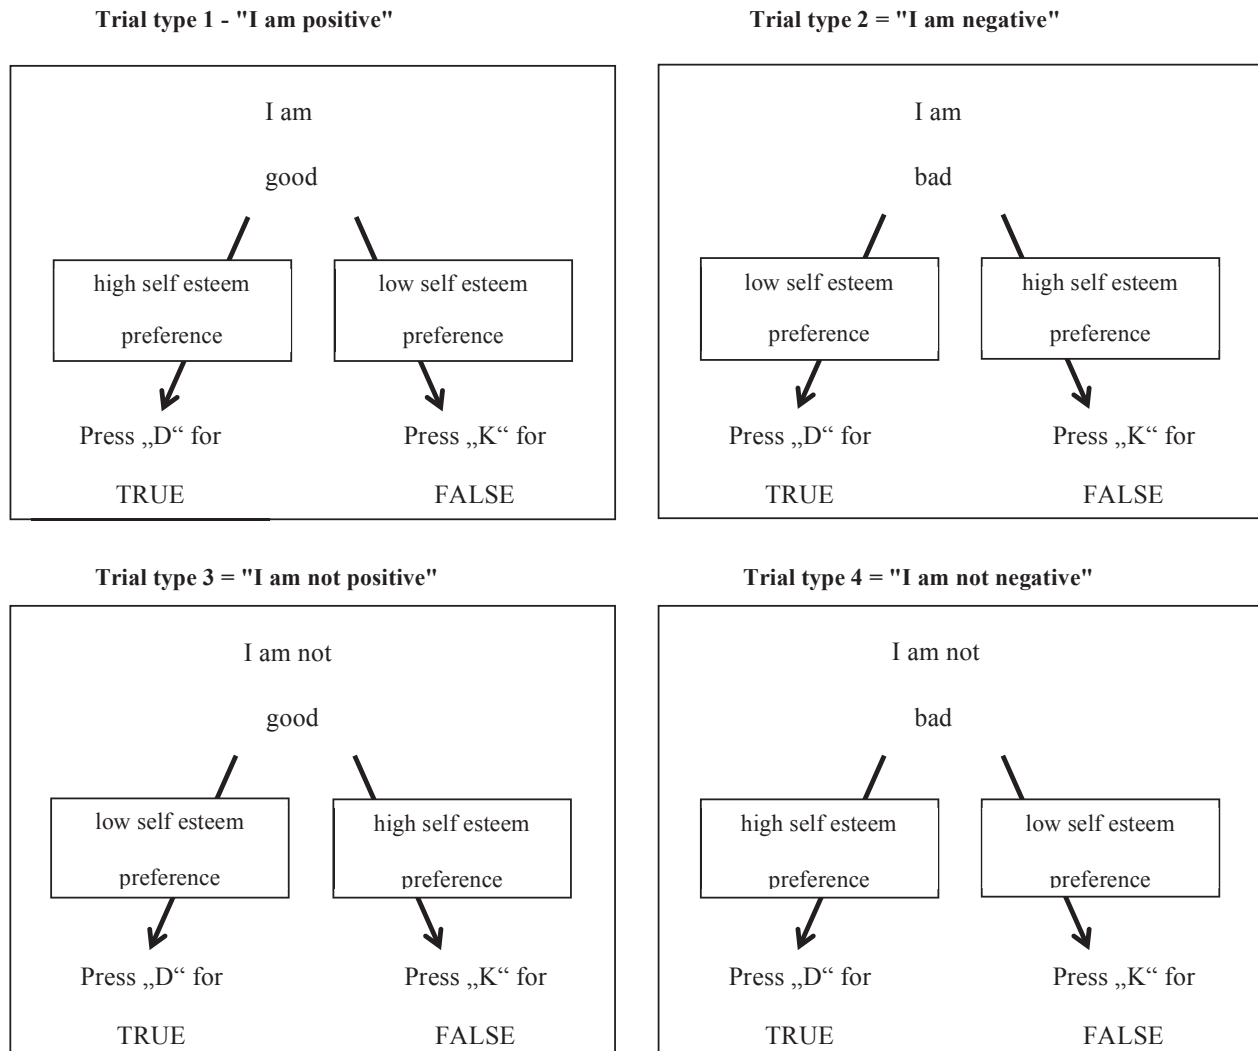 Trial type 1 - "I am positive"
I am
good
high self esteem
preference
low self esteem
preference
Press „D“ for
TRUE
Press „K“ for
FALSE
Trial type 2 = "I am negative"
I am
bad
low self esteem
preference
high self esteem
preference
Press „D“ for
TRUE
Press „K“ for
FALSE
Trial type 3 = "I am not positive"
I am not
good
low self esteem
preference
high self esteem
preference
Press „D“ for
TRUE
Press „K“ for
FALSE
Trial type 4 = "I am not negative"
I am not
bad
high self esteem
preference
low self esteem
preference
Press „D“ for
TRUE
Press „K“ for
FALSE